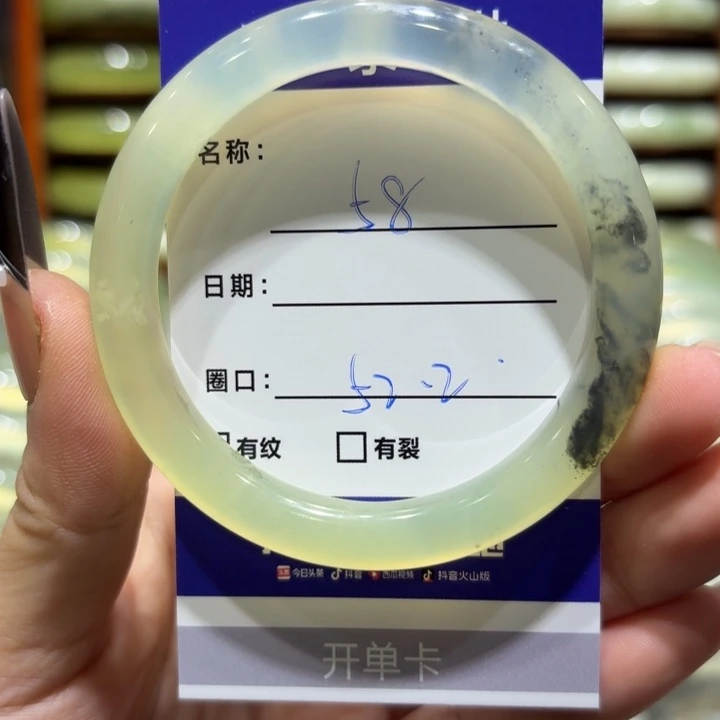 名称: 58
日期:
圈口: 52.2
有纹 有裂
今日头条 抖音 西瓜视频 抖音火山版
开单卡